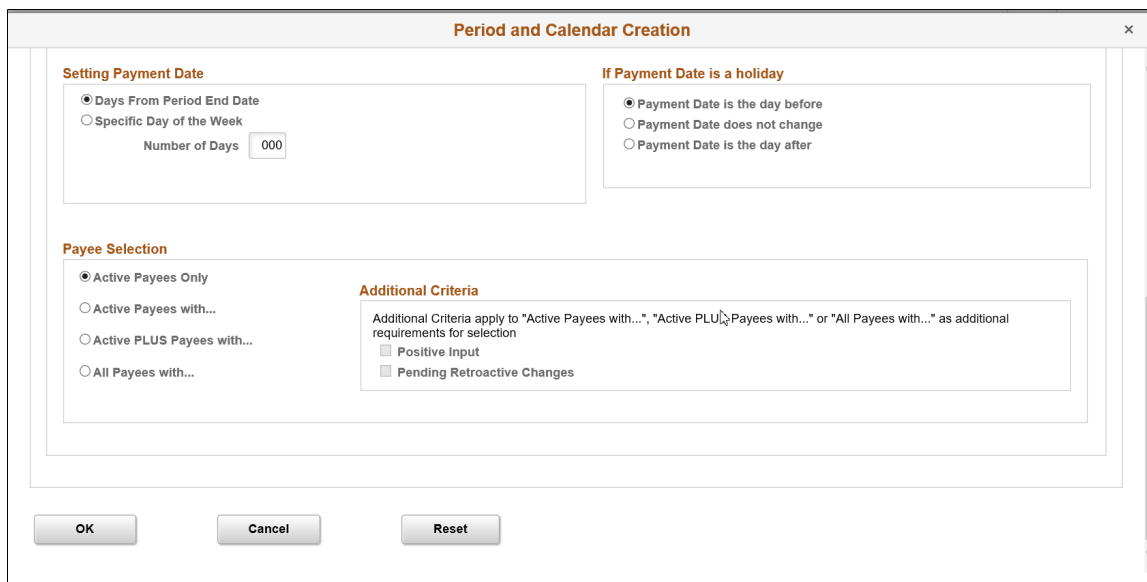 Period and Calendar Creation
×
Setting Payment Date
Days From Period End Date
Specific Day of the Week
Number of Days 000
If Payment Date is a holiday
Payment Date is the day before
Payment Date does not change
Payment Date is the day after
Payee Selection
Active Payees Only
Active Payees with...
Active PLUS Payees with...
All Payees with...
Additional Criteria
Additional Criteria apply to "Active Payees with...", "Active PLUS Payees with..." or "All Payees with..." as additional
requirements for selection
Positive Input
Pending Retroactive Changes
OK
Cancel
Reset